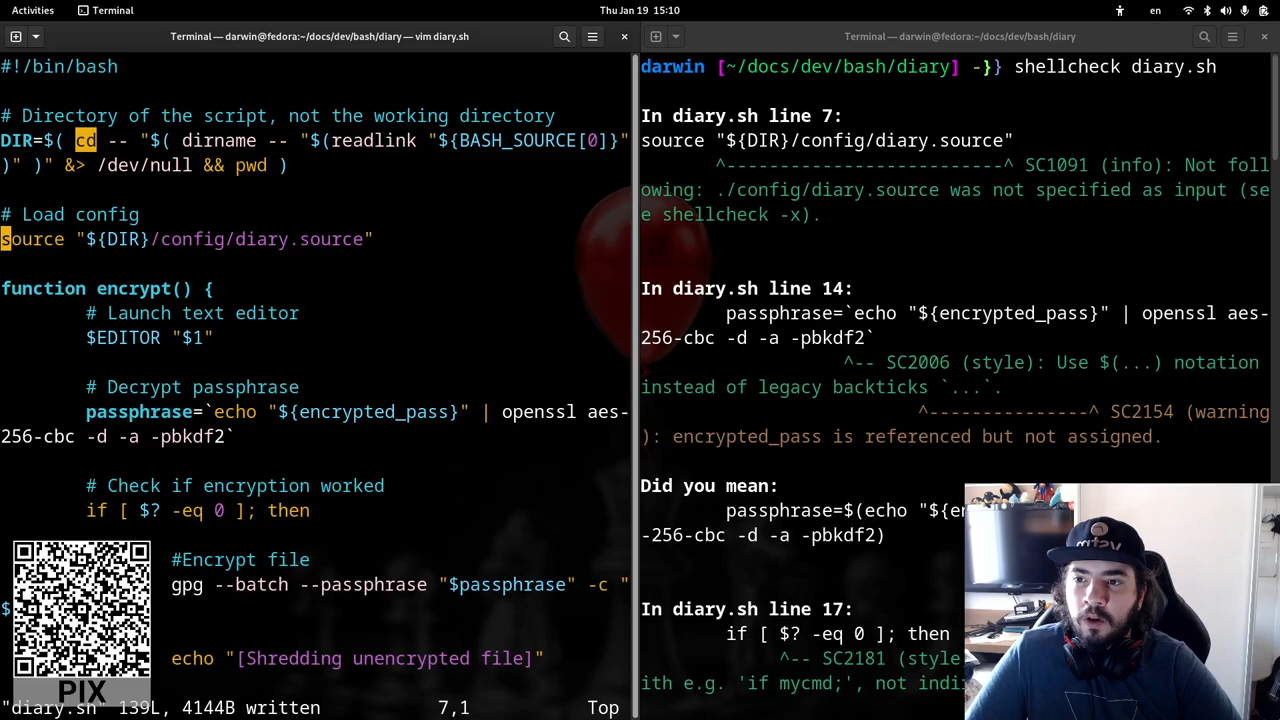 Activities Terminal Thu Jan 19 15:10 en
Terminal — darwin@fedora:~/docs/dev/bash/diary — vim diary.sh
#!/bin/bash
# Directory of the script, not the working directory
DIR=$( cd -- "$( dirname -- "$(readlink "${BASH_SOURCE[0]}"
)" )" &> /dev/null && pwd )
# Load config
source "${DIR}/config/diary.source"
function encrypt() {
# Launch text editor
$EDITOR "$1"
# Decrypt passphrase
passphrase=`echo "${encrypted_pass}" | openssl aes-
256-cbc -d -a -pbkdf2`
# Check if encryption worked
if [ $? -eq 0 ]; then
#Encrypt file
gpg --batch --passphrase "$passphrase" -c "
$
echo "[Shredding unencrypted file]"
PIX
"diary.sh" 139L, 4144B written 7,1 Top
Terminal — darwin@fedora:~/docs/dev/bash/diary
darwin [~/docs/dev/bash/diary] -}} shellcheck diary.sh
In diary.sh line 7:
source "${DIR}/config/diary.source"
^-------------------------^ SC1091 (info): Not foll
owing: ./config/diary.source was not specified as input (se
e shellcheck -x).
In diary.sh line 14:
passphrase=`echo "${encrypted_pass}" | openssl aes-
256-cbc -d -a -pbkdf2`
^-- SC2006 (style): Use $(...) notation
instead of legacy backticks `...`.
^---------------^ SC2154 (warning
): encrypted_pass is referenced but not assigned.
Did you mean:
passphrase=$(echo "${e
-256-cbc -d -a -pbkdf2)
In diary.sh line 17:
if [ $? -eq 0 ]; then
^-- SC2181 (style
ith e.g. 'if mycmd;', not indi